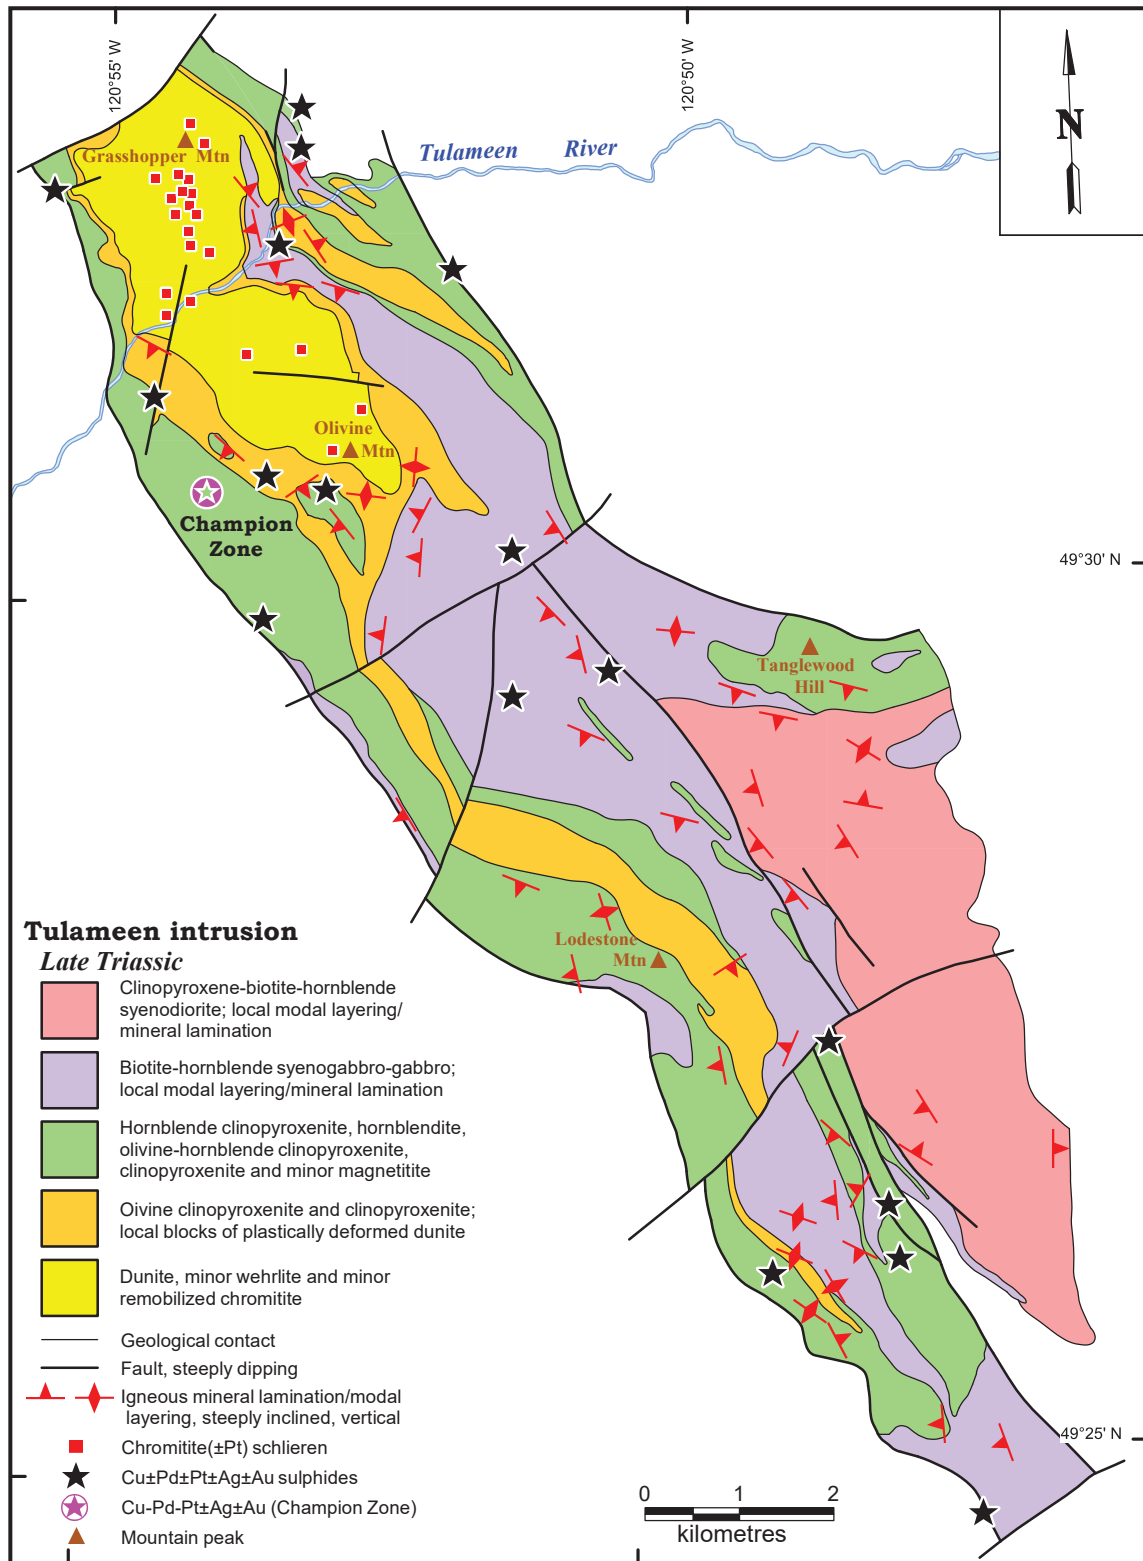 120°55' W
120°50' W
N
Grasshopper Mtn
Tulameen River
Olivine
Mtn
Champion
Zone
49°30' N
Tanglewood
Hill
Lodestone
Mtn
Tulameen intrusion
Late Triassic
Clinopyroxene-biotite-hornblende
syenodiorite; local modal layering/
mineral lamination
Biotite-hornblende syenogabbro-gabbro;
local modal layering/mineral lamination
Hornblende clinopyroxenite, hornblendite,
olivine-hornblende clinopyroxenite,
clinopyroxenite and minor magnetitite
Oivine clinopyroxenite and clinopyroxenite;
local blocks of plastically deformed dunite
Dunite, minor wehrlite and minor
remobilized chromitite
Geological contact
Fault, steeply dipping
Igneous mineral lamination/modal
layering, steeply inclined, vertical
Chromitite(±Pt) schlieren
Cu±Pd±Pt±Ag±Au sulphides
Cu-Pd-Pt±Ag±Au (Champion Zone)
Mountain peak
49°25' N
0 1 2
kilometres